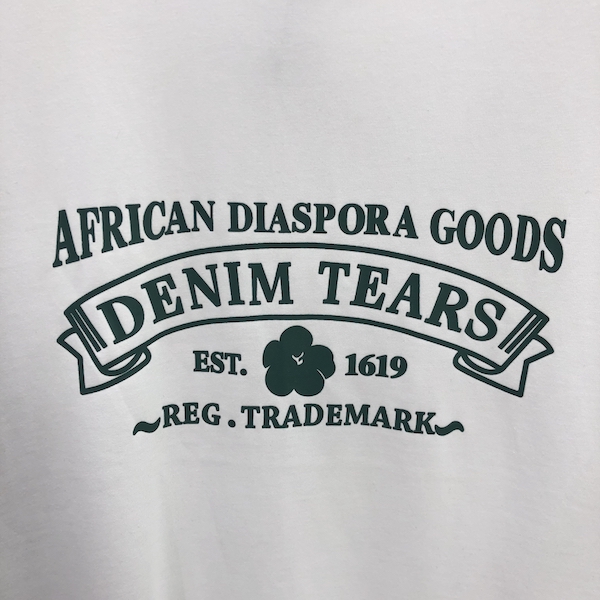 AFRICAN DIASPORA GOODS
DENIM TEARS
EST. 1619
REG. TRADEMARK